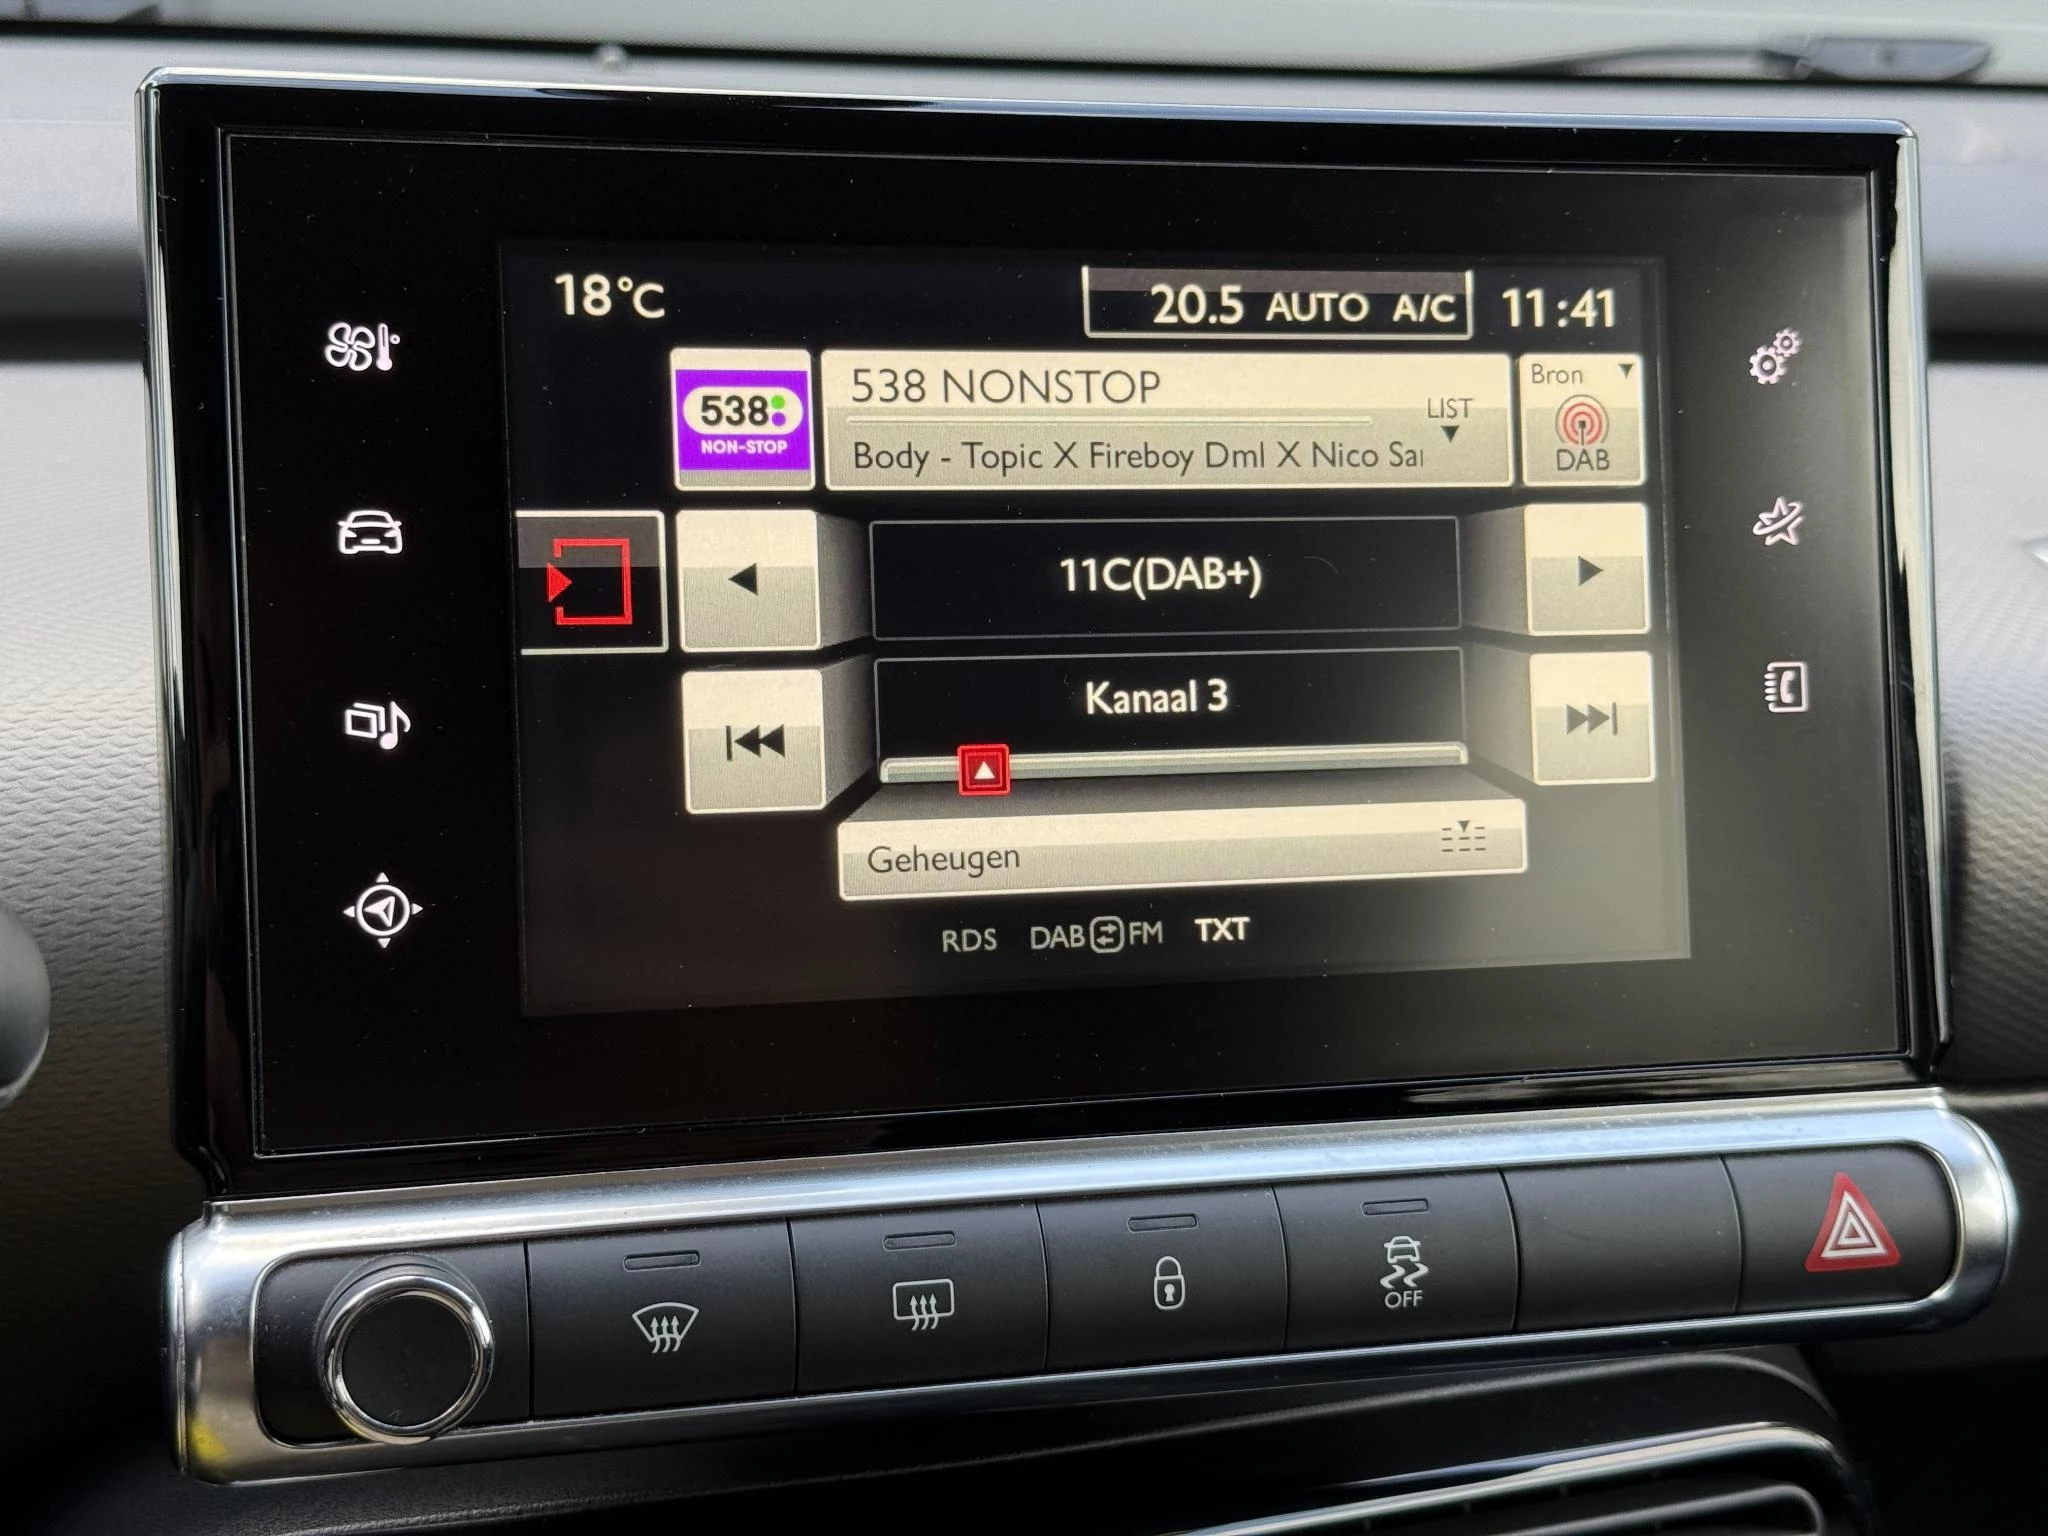 18°C
20.5 AUTO A/C
11:41
538
NON-STOP
538 NONSTOP
LIST
Body - Topic X Fireboy Dml X Nico
Bron
DAB
11C(DAB+)
Kanaal 3
Geheugen
RDS DAB FM TXT
OFF